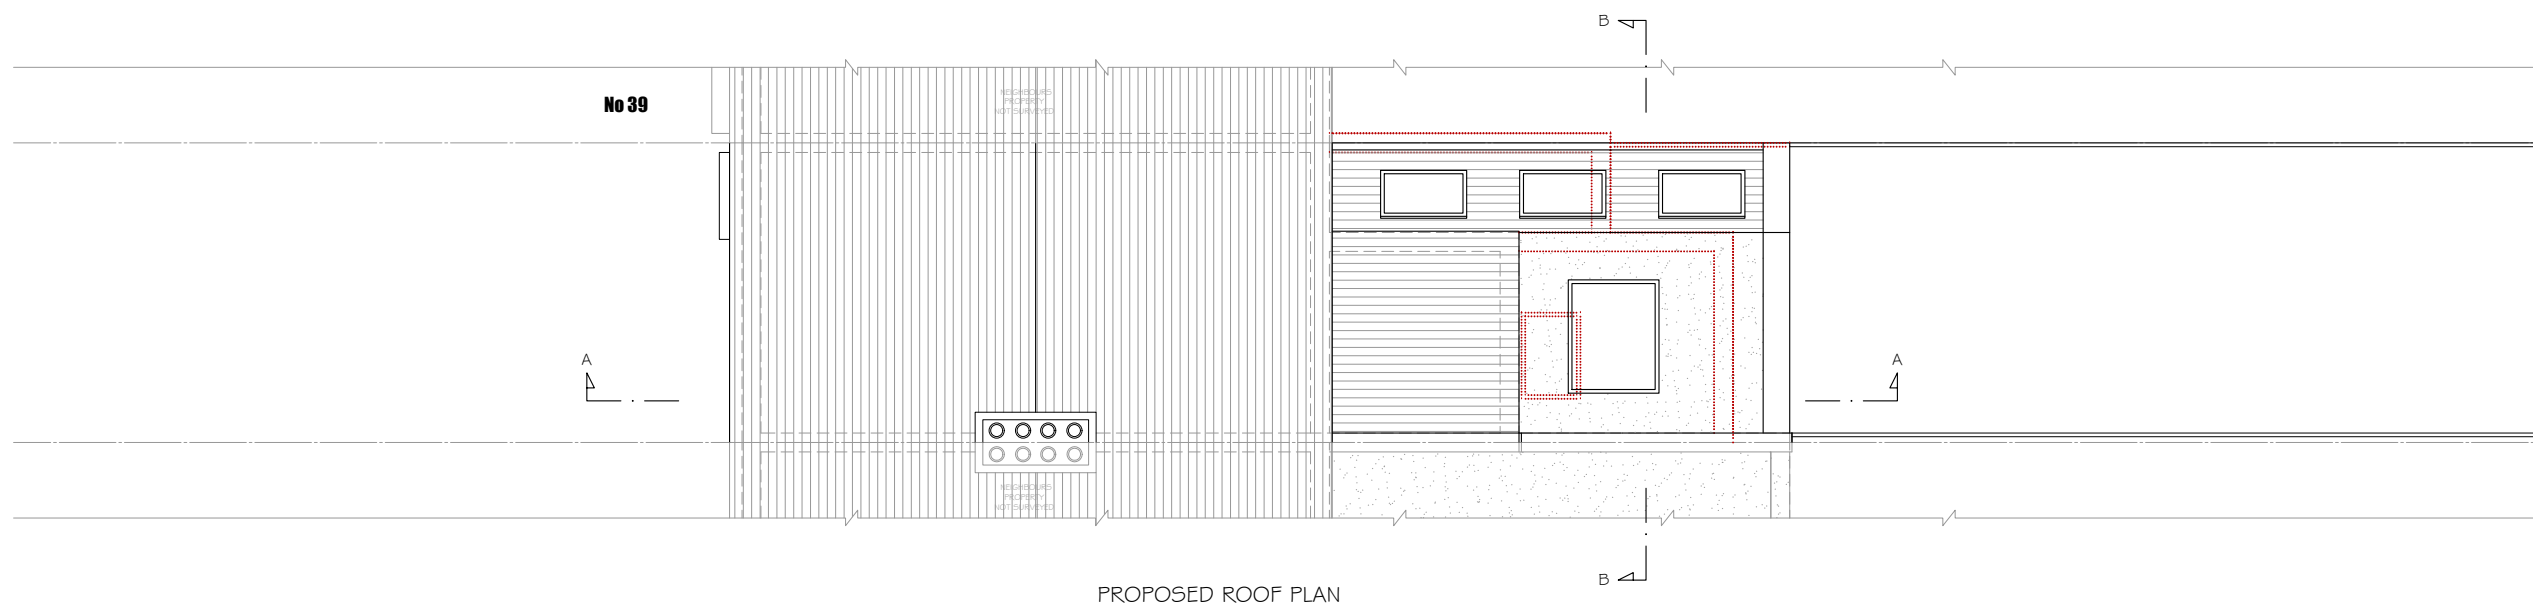 B
No 39
NEIGHBOURS
PROPERTY
NOT SURVEYED
A
A
NEIGHBOURS
PROPERTY
NOT SURVEYED
B
PROPOSED ROOF PLAN